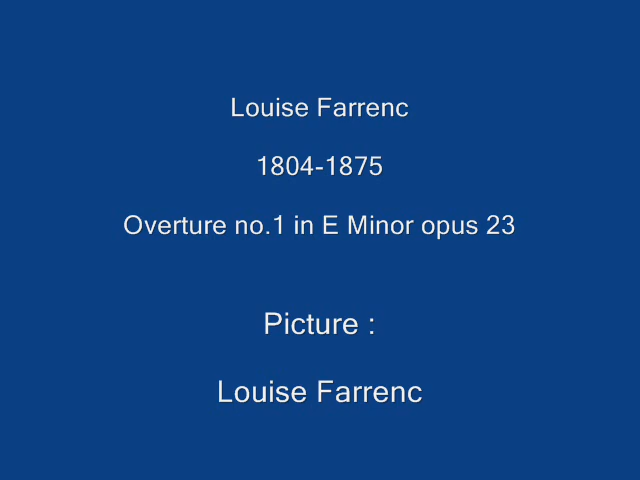 Louise Farrenc
1804-1875
Overture no.1 in E Minor opus 23
Picture :
Louise Farrenc